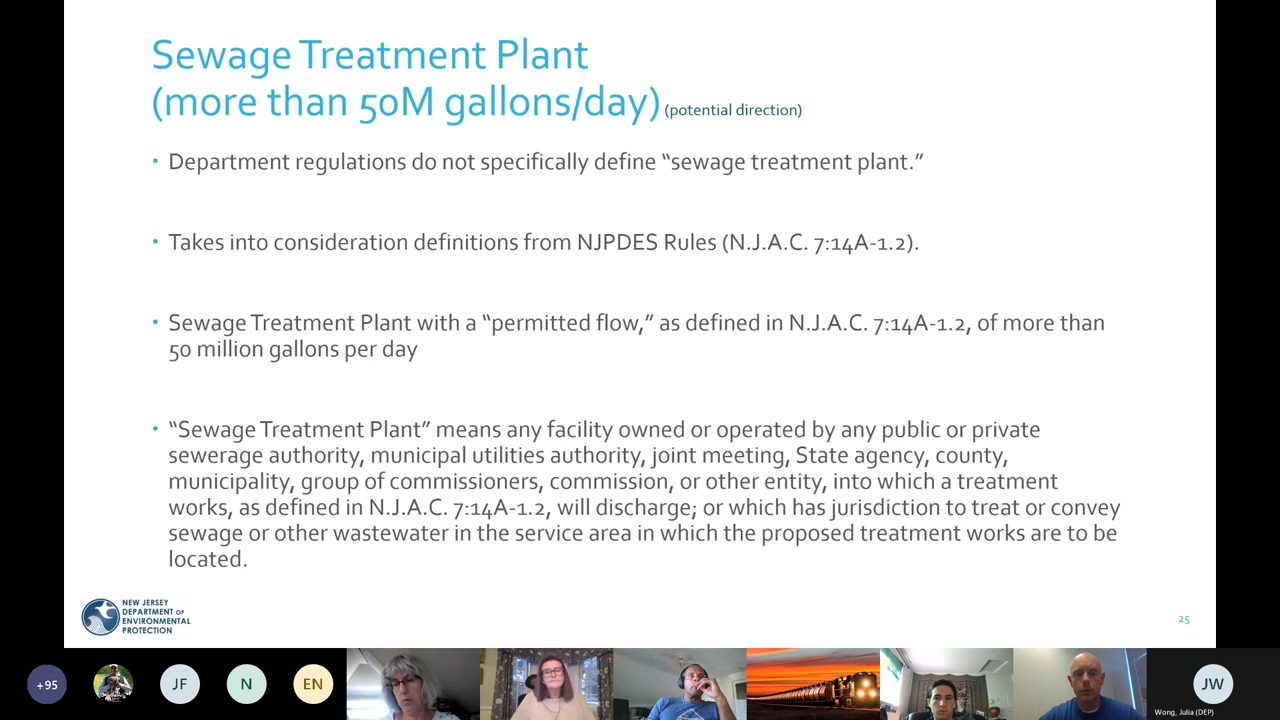 Sewage Treatment Plant
(more than 50M gallons/day) (potential direction)
• Department regulations do not specifically define “sewage treatment plant.”
• Takes into consideration definitions from NJPDES Rules (N.J.A.C. 7:14A-1.2).
• Sewage Treatment Plant with a “permitted flow,” as defined in N.J.A.C. 7:14A-1.2, of more than
50 million gallons per day
• “Sewage Treatment Plant” means any facility owned or operated by any public or private
sewerage authority, municipal utilities authority, joint meeting, State agency, county,
municipality, group of commissioners, commission, or other entity, into which a treatment
works, as defined in N.J.A.C. 7:14A-1.2, will discharge; or which has jurisdiction to treat or convey
sewage or other wastewater in the service area in which the proposed treatment works are to be
located.
NEW JERSEY
DEPARTMENT OF
ENVIRONMENTAL
PROTECTION
25
+95
JF
N
EN
JW
Wong, Julia (DEP)